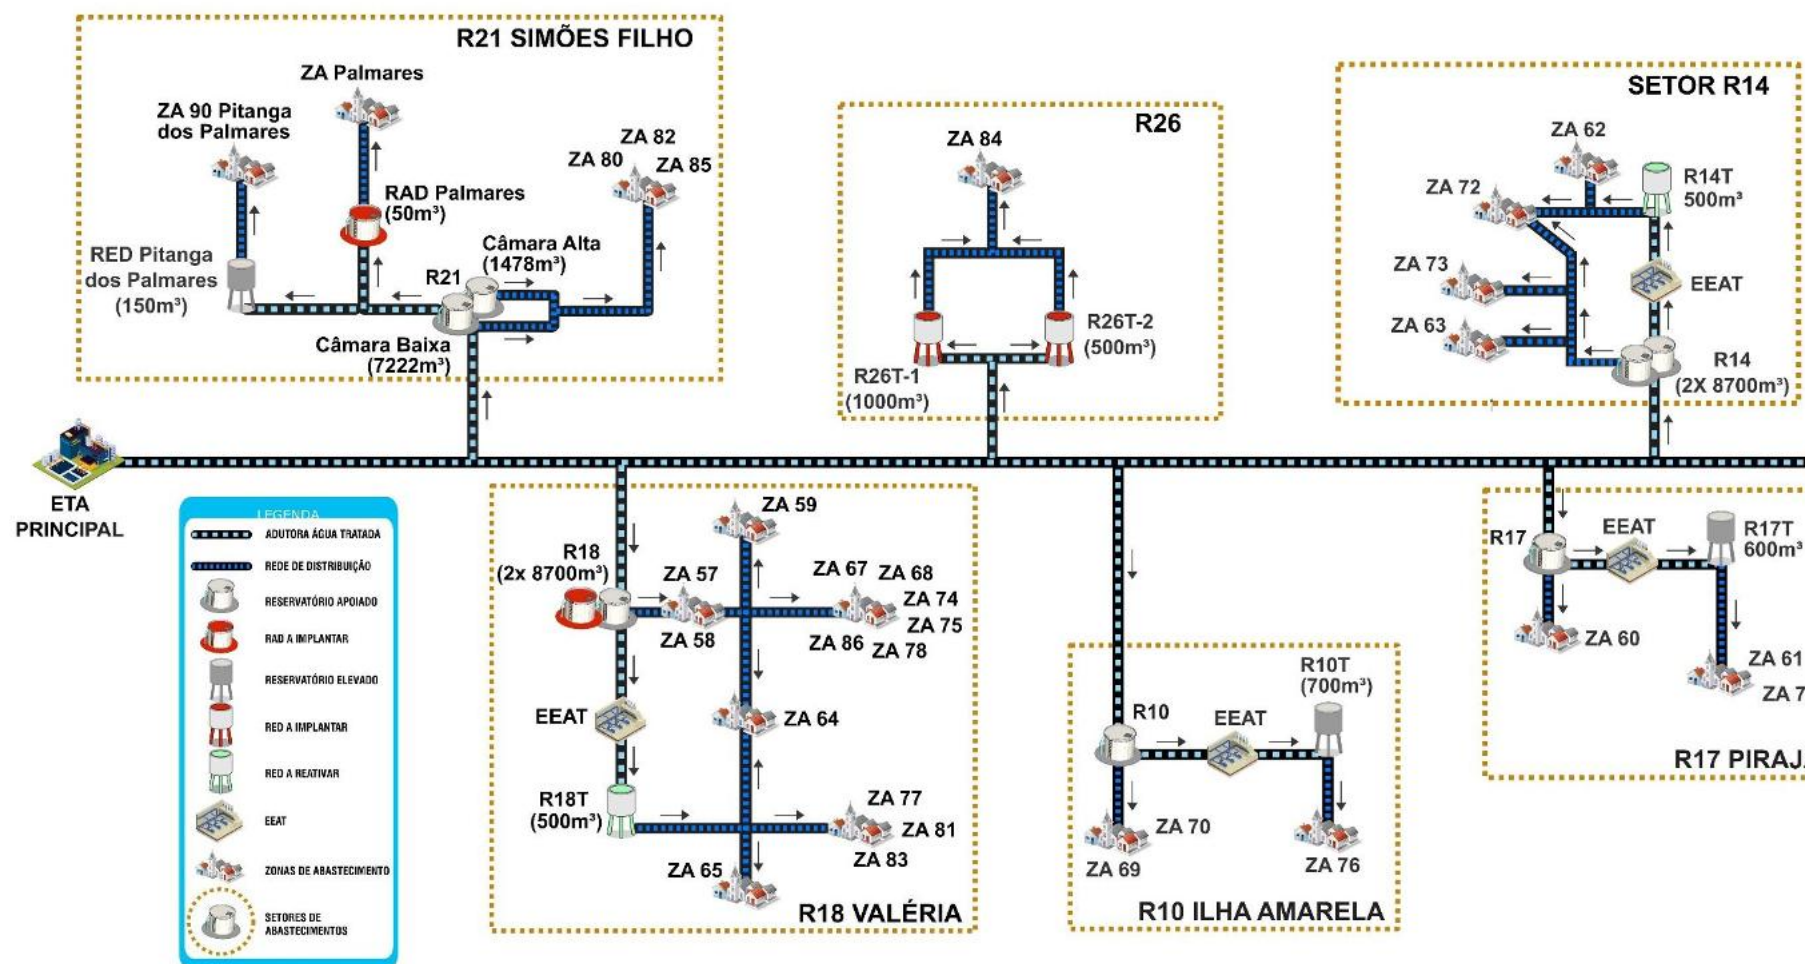 R21 SIMÕES FILHO
ZA Palmares
ZA 90 Pitanga
dos Palmares
ZA 82
ZA 80
ZA 85
RAD Palmares
(50m³)
Câmara Alta
(1478m³)
RED Pitanga
dos Palmares
(150m³)
R21
Câmara Baixa
(7222m³)
R26
ZA 84
R26T-2
(500m³)
R26T-1
(1000m³)
SETOR R14
ZA 62
ZA 72
R14T
500m³
ZA 73
EEAT
ZA 63
R14
(2X 8700m³)
ETA
PRINCIPAL
LEGENDA
ADUTORA ÁGUA TRATADA
REDE DE DISTRIBUIÇÃO
RESERVATÓRIO APOIADO
RAD A IMPLANTAR
RESERVATÓRIO ELEVADO
RED A IMPLANTAR
RED A REATIVAR
EEAT
ZONAS DE ABASTECIMENTO
SETORES DE
ABASTECIMENTOS
ZA 59
R18
(2x 8700m³)
ZA 57
ZA 58
ZA 67
ZA 68
ZA 74
ZA 75
ZA 86
ZA 78
EEAT
ZA 64
R18T
(500m³)
ZA 77
ZA 81
ZA 83
ZA 65
R18 VALÉRIA
R10
EEAT
R10T
(700m³)
ZA 70
ZA 69
ZA 76
R10 ILHA AMARELA
R17
EEAT
R17T
600m³
ZA 60
ZA 61
ZA 7
R17 PIRAJ